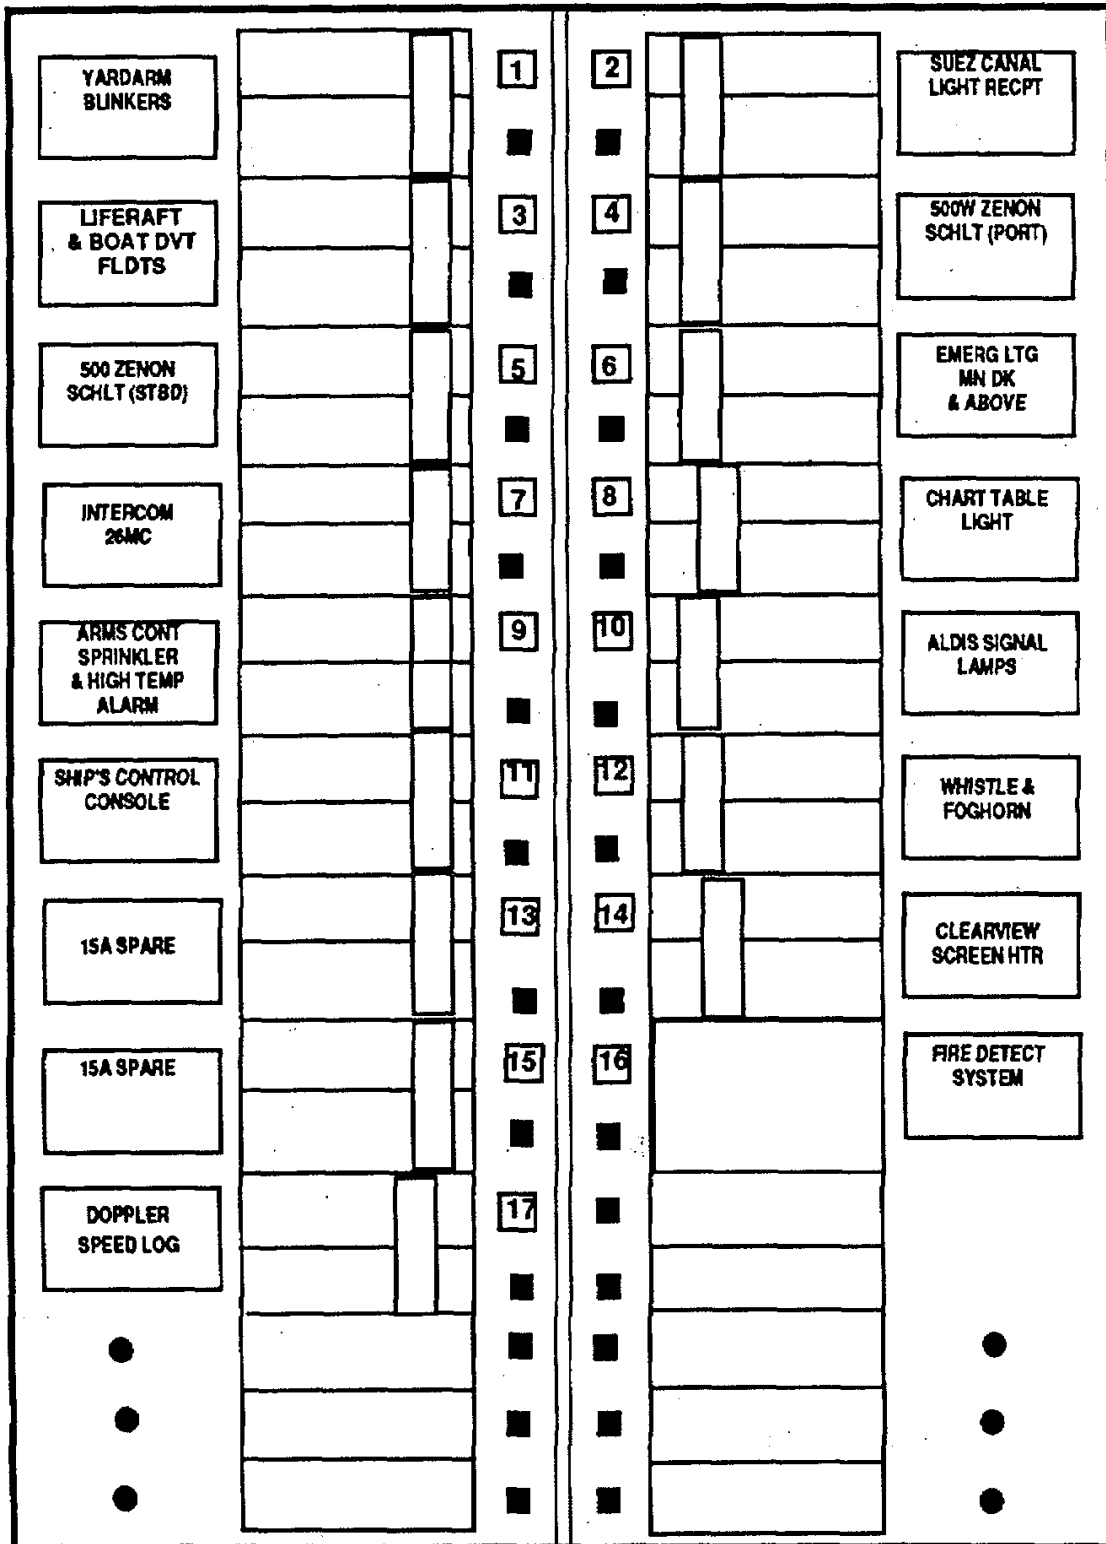 YARDARM
BLINKERS
1
2
SUEZ CANAL
LIGHT RECPT
LIFERAFT
& BOAT DVT
FLDTS
3
4
500W ZENON
SCHLT (PORT)
500 ZENON
SCHLT (STBD)
5
6
EMERG LTG
MN DK
& ABOVE
INTERCOM
26MC
7
8
CHART TABLE
LIGHT
ARMS CONT
SPRINKLER
& HIGH TEMP
ALARM
9
10
ALDIS SIGNAL
LAMPS
SHIP'S CONTROL
CONSOLE
11
12
WHISTLE &
FOGHORN
15A SPARE
13
14
CLEARVIEW
SCREEN HTR
15A SPARE
15
16
FIRE DETECT
SYSTEM
DOPPLER
SPEED LOG
17